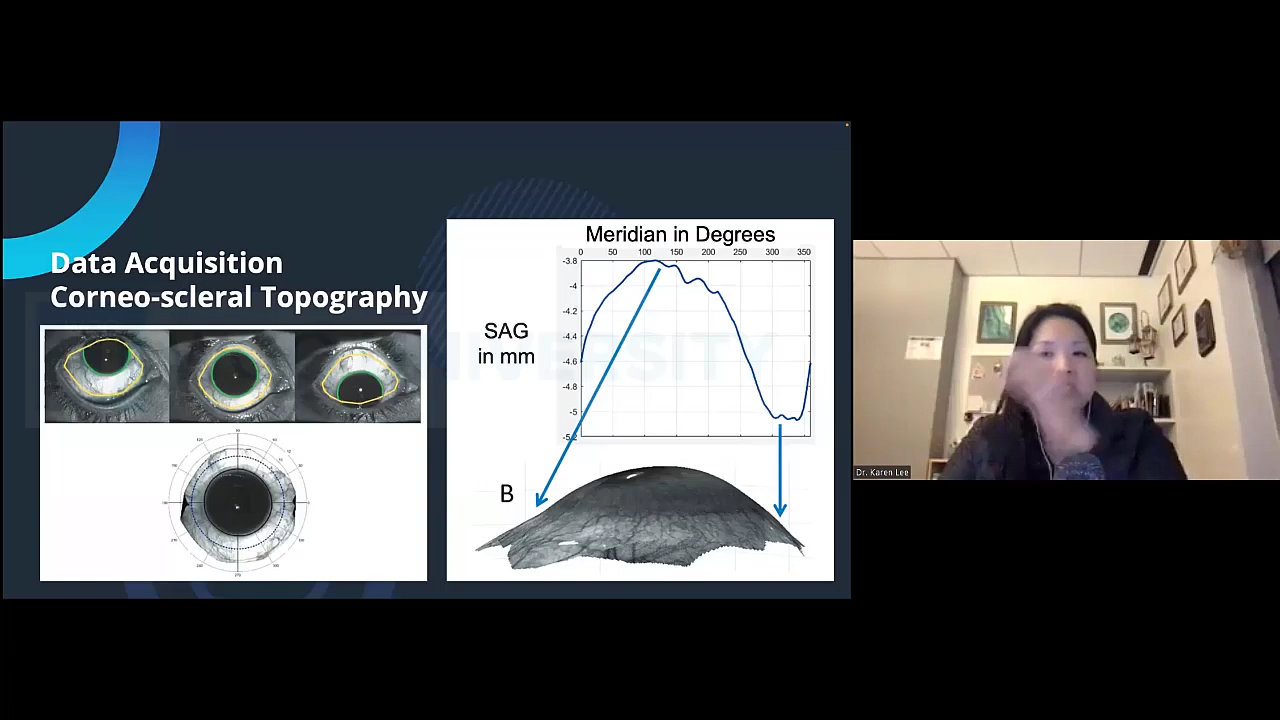 Data Acquisition
Corneo-scleral Topography
Meridian in Degrees
0 50 100 150 200 250 300 350
-3.8
-4
-4.2
-4.4
-4.6
-4.8
-5
-5.2
SAG
in mm
B
Dr. Karen Lee